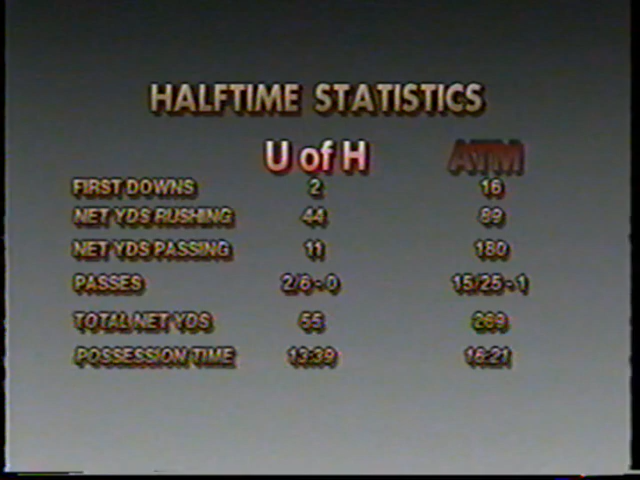 HALFTIME STATISTICS
U of H ATM
FIRST DOWNS 2 16
NET YDS RUSHING 44 89
NET YDS PASSING 11 180
PASSES 2/6-0 15/25-1
TOTAL NET YDS 55 269
POSSESSION TIME 13:39 16:21